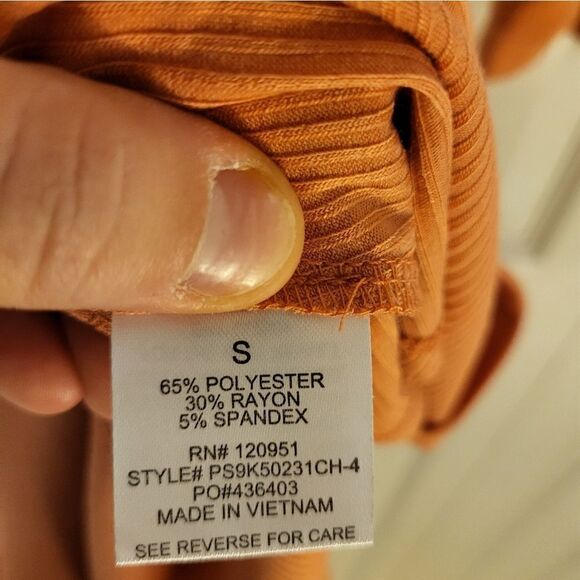 S
65% POLYESTER
30% RAYON
5% SPANDEX
RN# 120951
STYLE# PS9K50231CH-4
PO#436403
MADE IN VIETNAM
SEE REVERSE FOR CARE